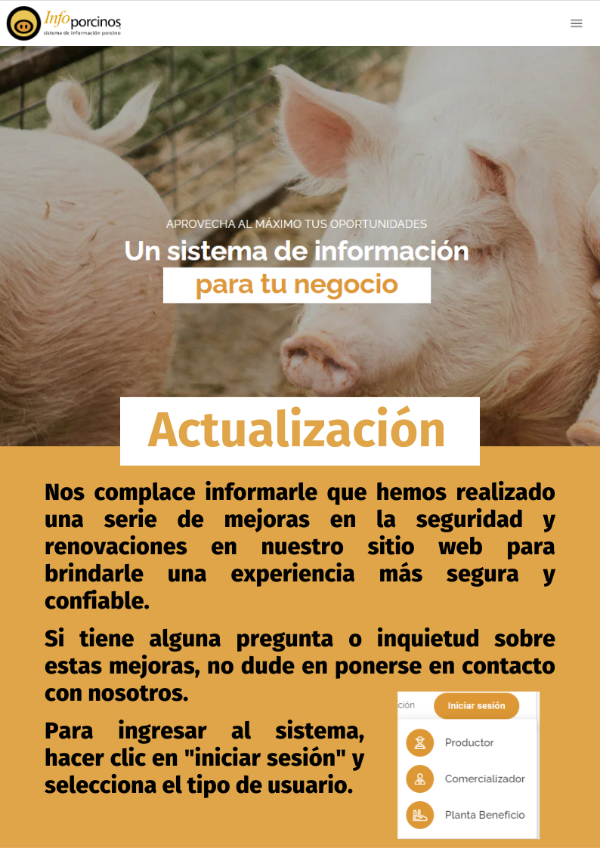 Infoporcinos
sistema de información porcino
APROVECHA AL MÁXIMO TUS OPORTUNIDADES
Un sistema de información
para tu negocio
Actualización
Nos complace informarle que hemos realizado
una serie de mejoras en la seguridad y
renovaciones en nuestro sitio web para
brindarle una experiencia más segura y
confiable.
Si tiene alguna pregunta o inquietud sobre
estas mejoras, no dude en ponerse en contacto
con nosotros.
Para ingresar al sistema,
hacer clic en "iniciar sesión" y
selecciona el tipo de usuario.
ción
Iniciar sesión
Productor
Comercializador
Planta Beneficio